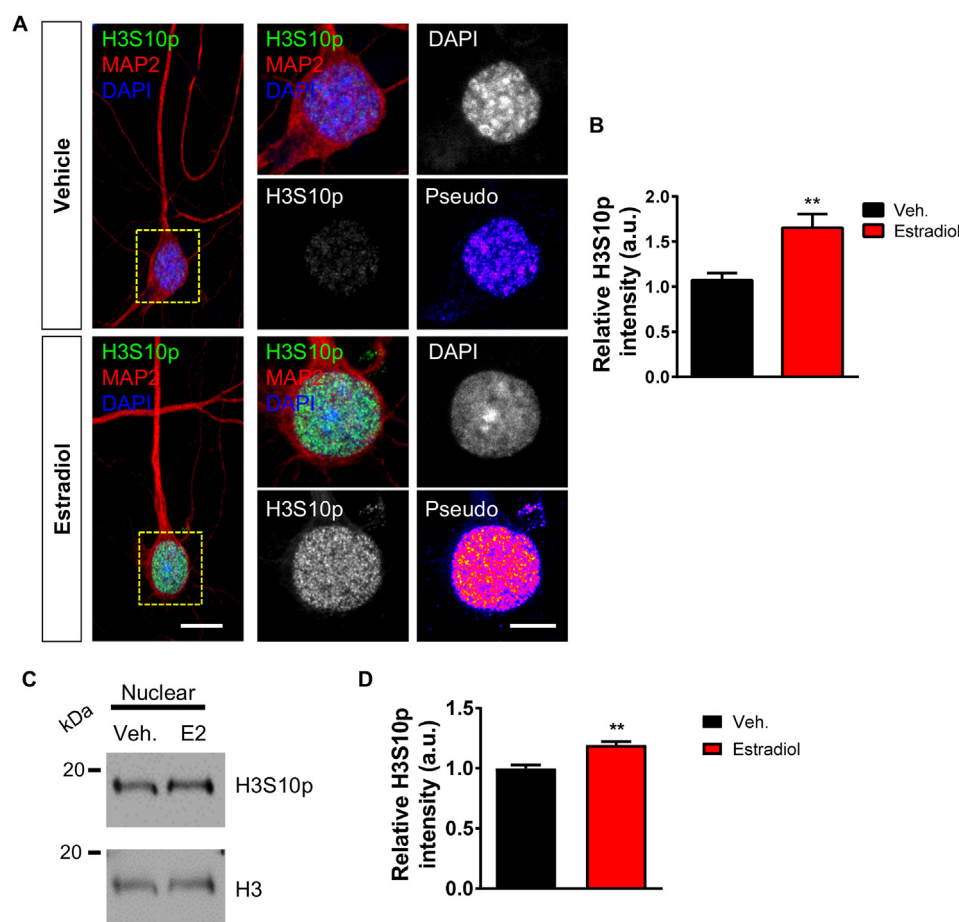 A
Vehicle
H3S10p
MAP2
DAPI
H3S10p
MAP2
DAPI
DAPI
H3S10p
Pseudo
Estradiol
H3S10p
MAP2
DAPI
H3S10p
MAP2
DAPI
DAPI
H3S10p
Pseudo
B
Relative H3S10p
intensity (a.u.)
2.0
1.5
1.0
0.5
0.0
**
Veh.
Estradiol
C
kDa
Nuclear
Veh. E2
20
H3S10p
20
H3
D
Relative H3S10p
intensity (a.u.)
1.5
1.0
0.5
0.0
**
Veh.
Estradiol